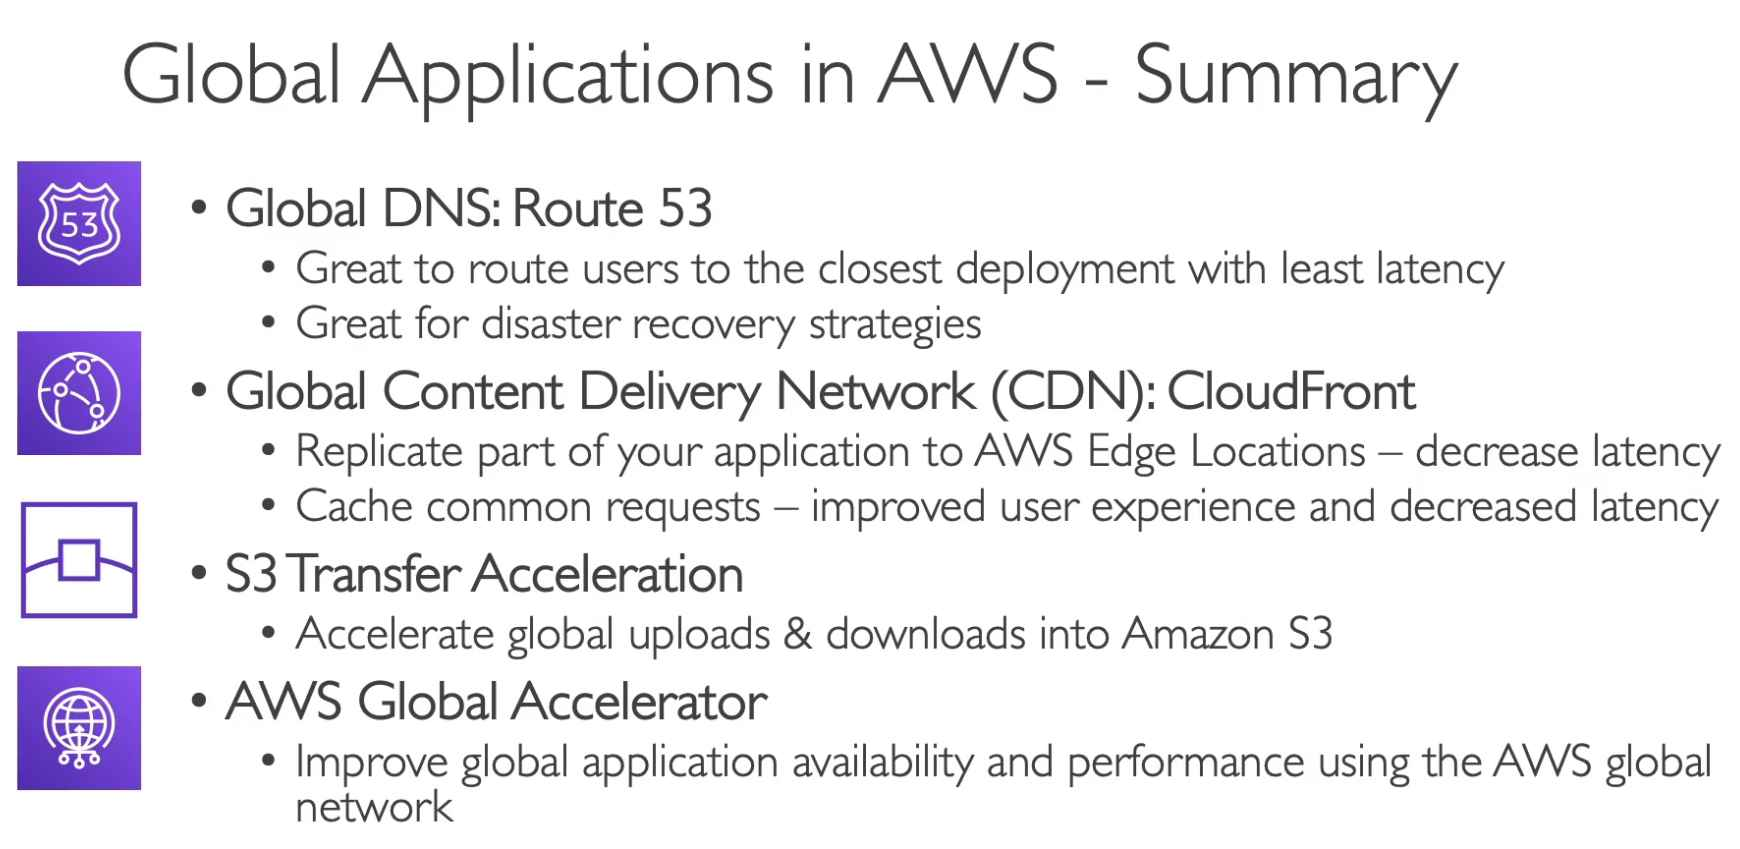 Global Applications in AWS - Summary
53
• Global DNS: Route 53
• Great to route users to the closest deployment with least latency
• Great for disaster recovery strategies
• Global Content Delivery Network (CDN): CloudFront
• Replicate part of your application to AWS Edge Locations – decrease latency
• Cache common requests – improved user experience and decreased latency
• S3 Transfer Acceleration
• Accelerate global uploads & downloads into Amazon S3
• AWS Global Accelerator
• Improve global application availability and performance using the AWS global
network